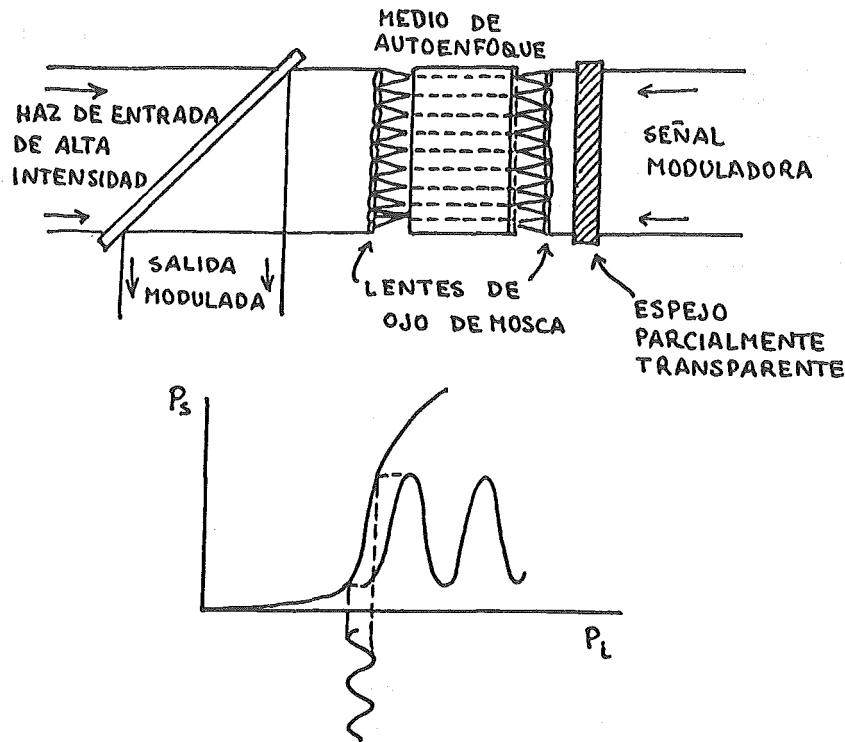 MEDIO DE
AUTOENFOQUE
HAZ DE ENTRADA
DE ALTA
INTENSIDAD
SEÑAL
MODULADORA
SALIDA
MODULADA
LENTES DE
OJO DE MOSCA
ESPEJO
PARCIALMENTE
TRANSPARENTE
Ps
Pi